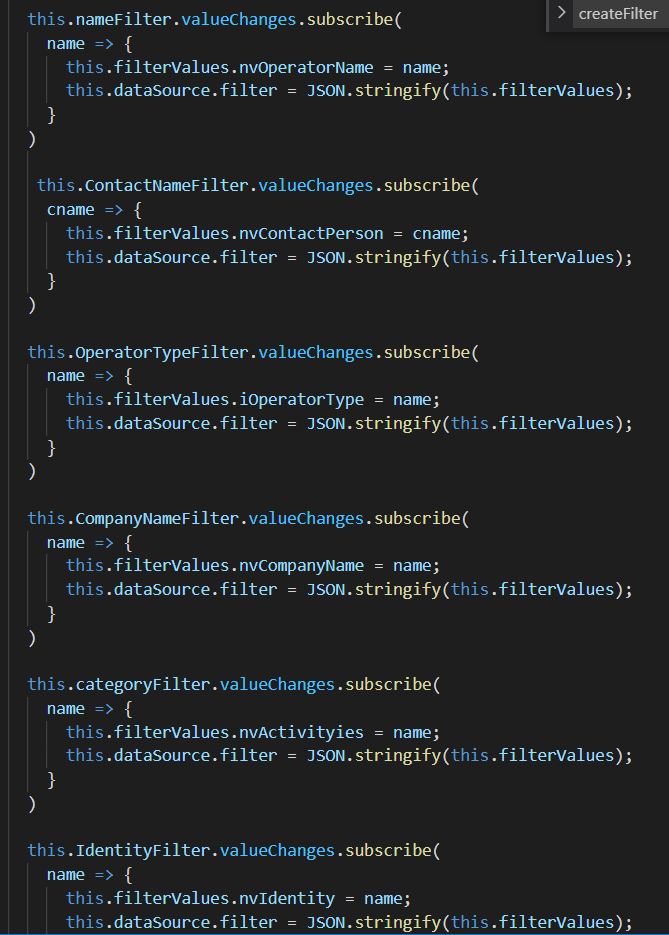 createFilter
this.nameFilter.valueChanges.subscribe(
name => {
this.filterValues.nvOperatorName = name;
this.dataSource.filter = JSON.stringify(this.filterValues);
}
)
this.ContactNameFilter.valueChanges.subscribe(
cname => {
this.filterValues.nvContactPerson = cname;
this.dataSource.filter = JSON.stringify(this.filterValues);
}
)
this.OperatorTypeFilter.valueChanges.subscribe(
name => {
this.filterValues.iOperatorType = name;
this.dataSource.filter = JSON.stringify(this.filterValues);
}
)
this.CompanyNameFilter.valueChanges.subscribe(
name => {
this.filterValues.nvCompanyName = name;
this.dataSource.filter = JSON.stringify(this.filterValues);
}
)
this.categoryFilter.valueChanges.subscribe(
name => {
this.filterValues.nvActivityies = name;
this.dataSource.filter = JSON.stringify(this.filterValues);
}
)
this.IdentityFilter.valueChanges.subscribe(
name => {
this.filterValues.nvIdentity = name;
this.dataSource.filter = JSON.stringify(this.filterValues);